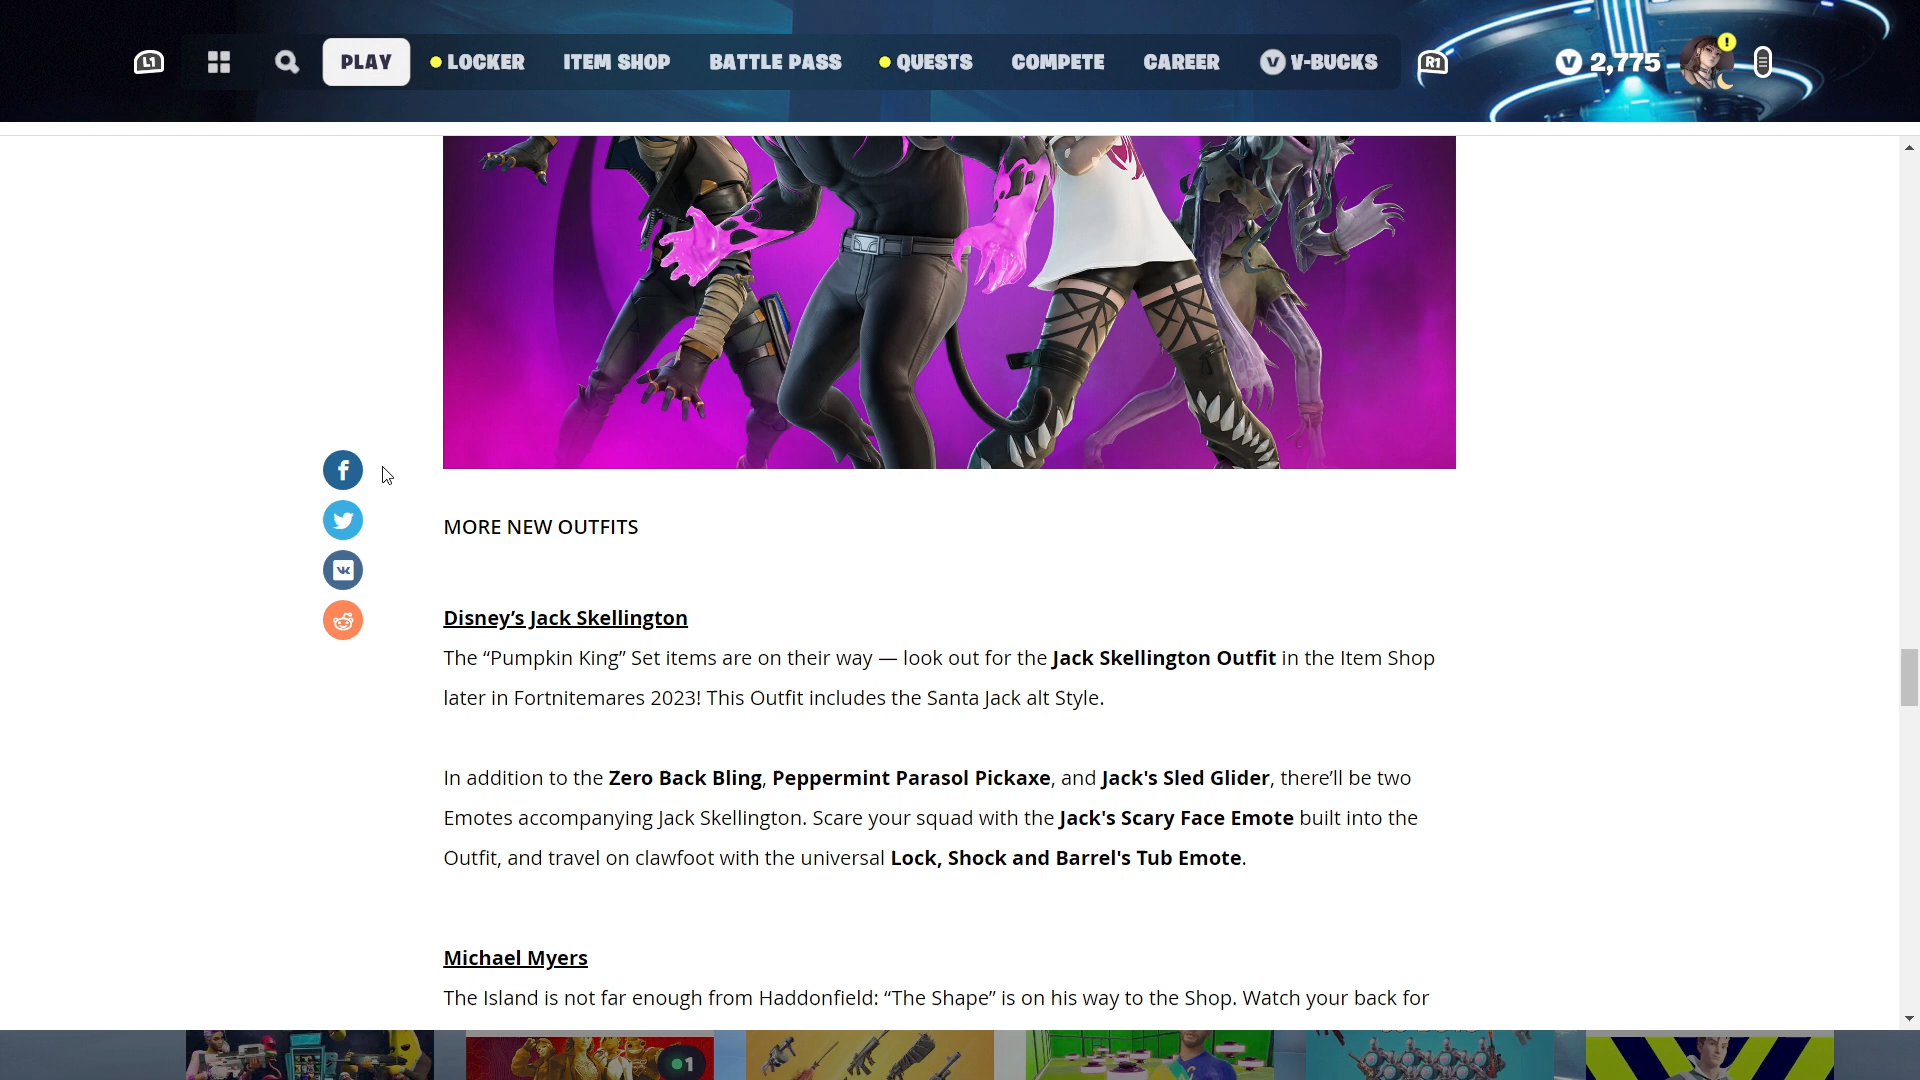 L1
PLAY
LOCKER
ITEM SHOP
BATTLE PASS
QUESTS
COMPETE
CAREER
V-BUCKS
R1
2,775
MORE NEW OUTFITS
Disney’s Jack Skellington
The “Pumpkin King” Set items are on their way — look out for the Jack Skellington Outfit in the Item Shop
later in Fortnitemares 2023! This Outfit includes the Santa Jack alt Style.
In addition to the Zero Back Bling, Peppermint Parasol Pickaxe, and Jack's Sled Glider, there’ll be two
Emotes accompanying Jack Skellington. Scare your squad with the Jack's Scary Face Emote built into the
Outfit, and travel on clawfoot with the universal Lock, Shock and Barrel's Tub Emote.
Michael Myers
The Island is not far enough from Haddonfield: “The Shape” is on his way to the Shop. Watch your back for
1